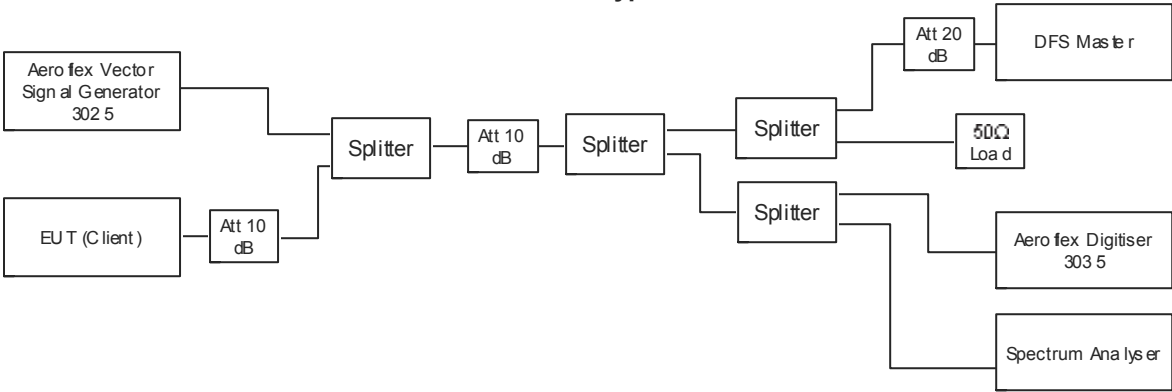 Att 20
dB
DFS Master
Aeroflex Vector
Signal Generator
3025
Splitter
Att 10
dB
Splitter
Splitter
50Ω
Load
EUT (Client)
Att 10
dB
Splitter
Aeroflex Digitiser
3035
Spectrum Analyser